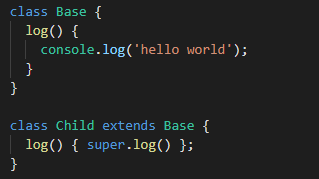 class Base {
  log() {
    console.log('hello world');
  }
}

class Child extends Base {
  log() { super.log() };
}